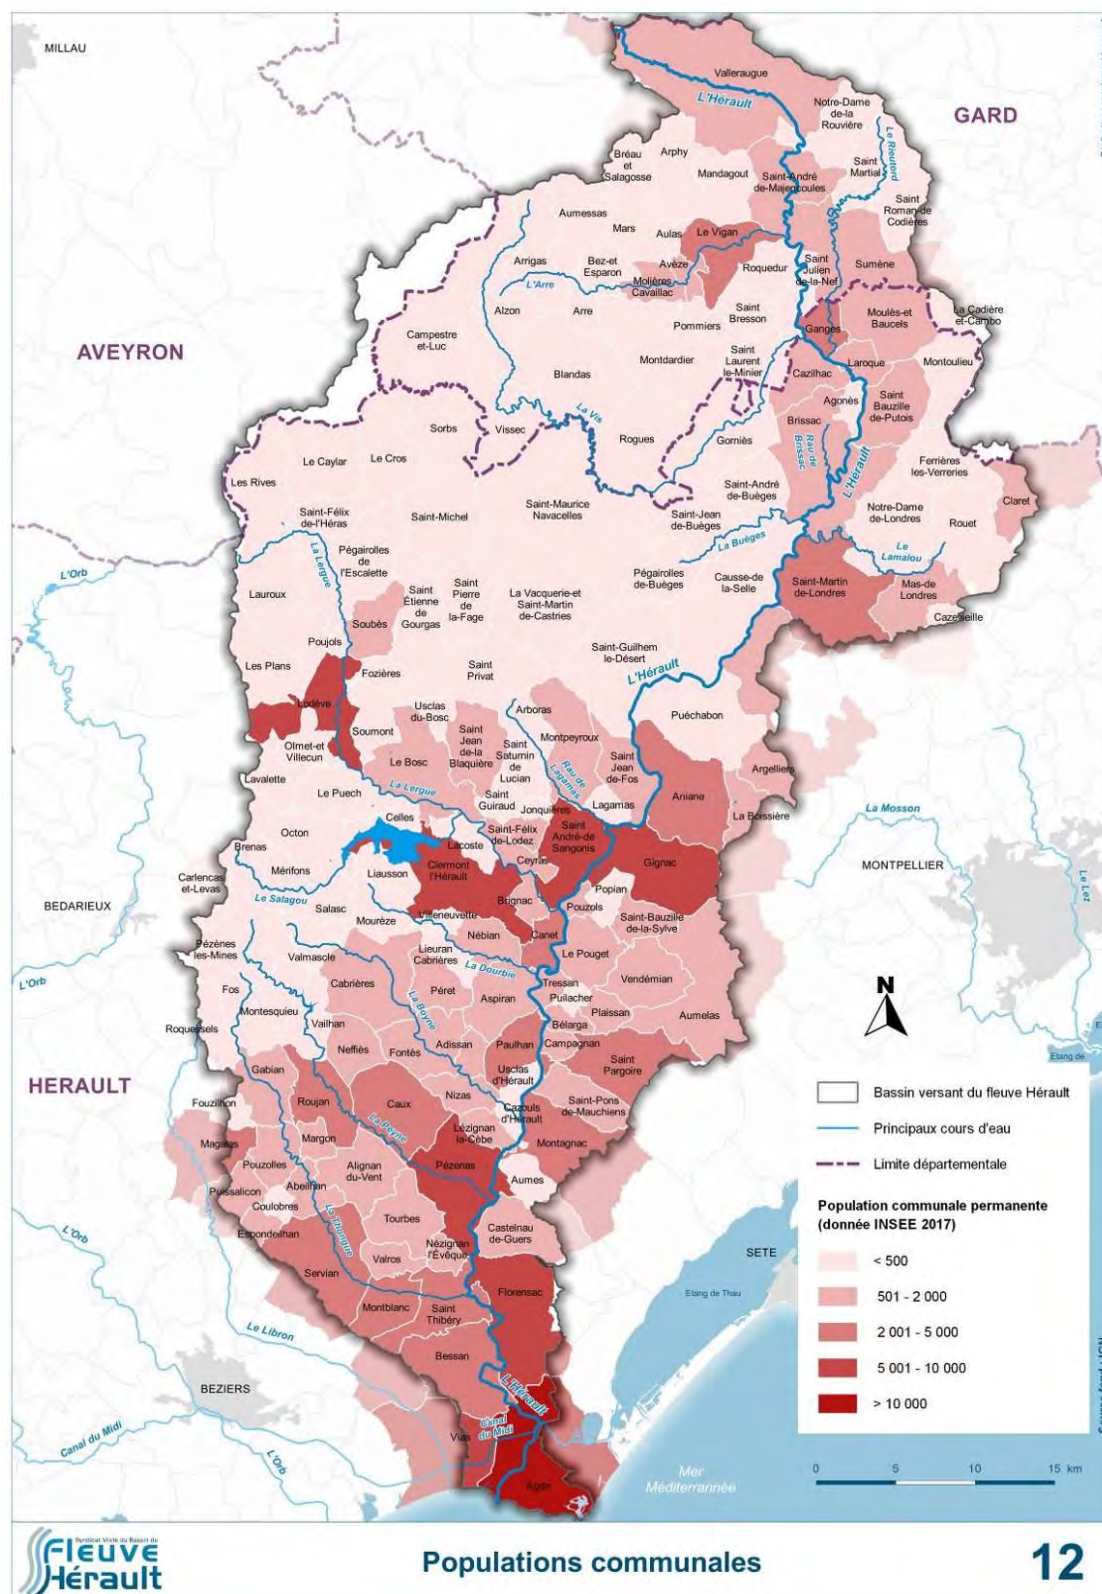 MILLAU
Valleraugue
L'Hérault
Notre-Dame
de-la
Rouvière
GARD
Le Rieutord
Bréau
et
Salagosse
Arphy
Mandagout
Saint-André
de-Majencoules
Saint
Martial
Saint
Roman-de
Codières
Aumessas
Mars
Aulas
Le Vigan
Arrigas
Bez-et
Esparon
Avèze
Molières
Cavaillac
Roquedur
Saint
Julien
de-la-Nef
Sumène
L'Arre
Alzon
Arre
Pommiers
Saint
Bresson
Ganges
Moulès-et
Baucels
La Cadière
et-Cambo
AVEYRON
Campestre
et-Luc
Montdardier
Saint
Laurent
le-Minier
Cazilhac
Laroque
Montoulieu
Blandas
Agonès
Saint
Bauzille
de-Putois
La Vis
Brissac
Rau de
Brissac
Sorbs
Vissec
Rogues
Gorniès
L'Hérault
Le Caylar
Le Cros
Ferrières
les-Verreries
Les Rives
Saint-André
de-Buèges
Claret
Saint-Félix
de-l'Héras
Saint-Michel
Saint-Maurice
Navacelles
Saint-Jean
de-Buèges
Notre-Dame
de-Londres
Rouet
La Lergue
La Buèges
Le
Lamalou
L'Orb
Pégairolles
de
l'Escalette
Pégairolles
de-Buèges
Causse-de
la-Selle
Saint-Martin
de-Londres
Mas-de
Londres
Lauroux
Saint
Étienne
de
Gourgas
Saint
Pierre
de
la-Fage
La Vacquerie-et
Saint-Martin
de-Castries
Cazevieille
Soubès
Poujols
Saint-Guilhem
le-Désert
Les Plans
Fozières
Saint
Privat
L'Hérault
Lodève
Usclas
du-Bosc
Arboras
Puéchabon
Soumont
Saint
Jean
de-la
Blaquière
Montpeyroux
Olmet-et
Villecun
Le Bosc
Saint
Saturnin
de
Lucian
Rau de
Lagamas
Saint
Jean
de-Fos
Argelliers
Lavalette
Le Puech
La Lergue
Saint
Guiraud
Lagamas
Aniane
Jonquières
La Boissière
La Mosson
Celles
Octon
Saint-Félix
de-Lodez
Saint
André-de
Sangonis
Brenas
Lacoste
Gignac
MONTPELLIER
Le Lez
Mérifons
Clermont
l'Hérault
Ceyras
Carlencas
et-Levas
Liausson
Popian
BEDARIEUX
Le Salagou
Salasc
Brignac
Pouzols
Mourèze
Villeneuvette
Saint-Bauzille
de-la-Sylve
Nébian
Canet
Pézènes
les-Mines
Valmascle
Lieuran
Cabrières
Le Pouget
La Dourbie
Vendémian
N
L'Orb
Fos
Cabrières
Péret
Aspiran
Tressan
Puilacher
Montesquieu
La Boyne
Plaissan
Aumelas
Roquessels
Vailhan
Bélarga
Neffiès
Fontès
Adissan
Paulhan
Campagnan
Etang de
HERAULT
Gabian
Usclas
d'Hérault
Saint
Pargoire
Bassin versant du fleuve Hérault
Fouzilhon
Roujan
Caux
Nizas
Cazouls
d'Hérault
Saint-Pons
de-Mauchiens
Principaux cours d'eau
Magalas
Margon
La Peyne
Lézignan
la-Cèbe
Montagnac
Limite départementale
Pouzolles
Alignan
du-Vent
Pézenas
Puissalicon
Abeilhan
Aumes
Population communale permanente
(donnée INSEE 2017)
Coulobres
Tourbes
L'Orb
Espondeilhan
La Thongue
Castelnau
de-Guers
SETE
Nézignan
l'Évêque
< 500
Valros
Servian
Etang de Thau
Florensac
501 - 2 000
Montblanc
Saint
Thibéry
Le Libron
2 001 - 5 000
Bessan
5 001 - 10 000
BEZIERS
L'Hérault
> 10 000
Canal du Midi
Vias
Canal
du Midi
L'Orb
Mer
Méditerrannée
Agde
0 5 10 15 km
Syndicat Mixte du Bassin du
Fleuve
Hérault
Populations communales
12